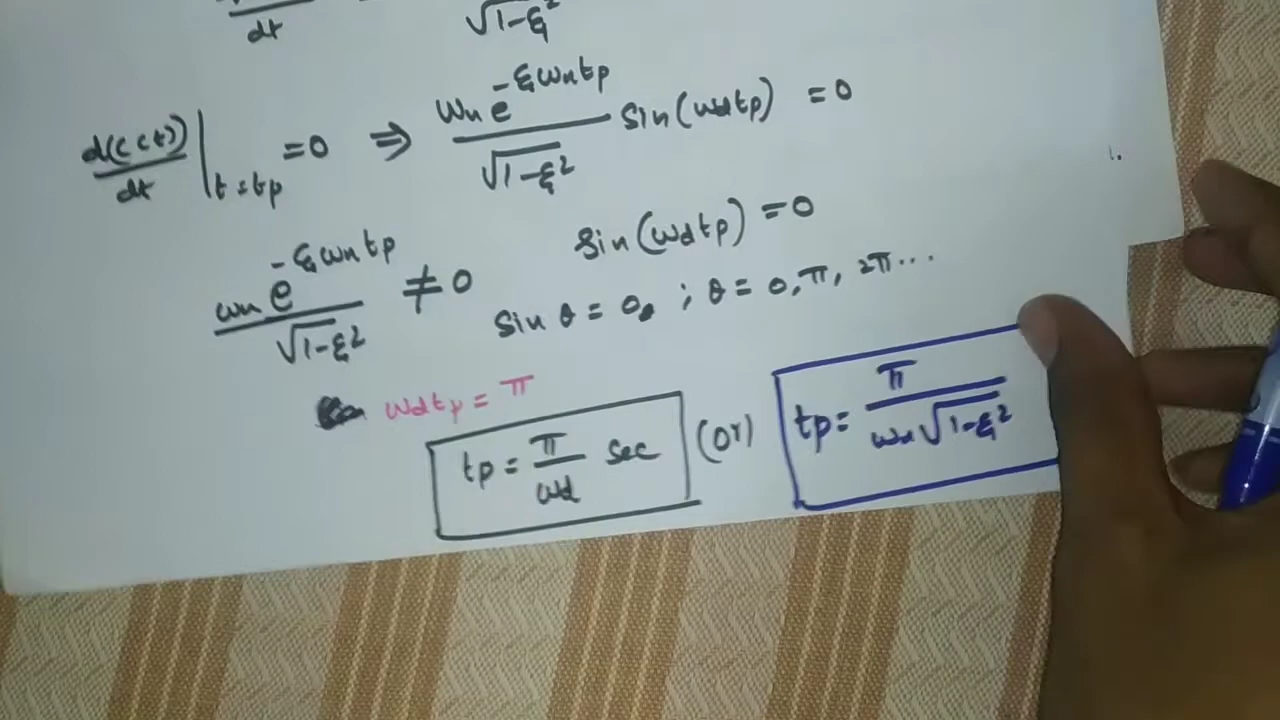 dt √1-ξ²
d(c(t))/dt |t=tp =0 ⇒ ωn e^-ξωntp/√1-ξ² Sin(ωdtp) =0
ωn e^-ξωntp/√1-ξ² ≠ 0 Sin(ωdtp) =0
Sin θ = 0 ; θ = 0, π, 2π...
ωdtp = π
tp = π/ωd sec (or) tp = π/ωn√1-ξ²